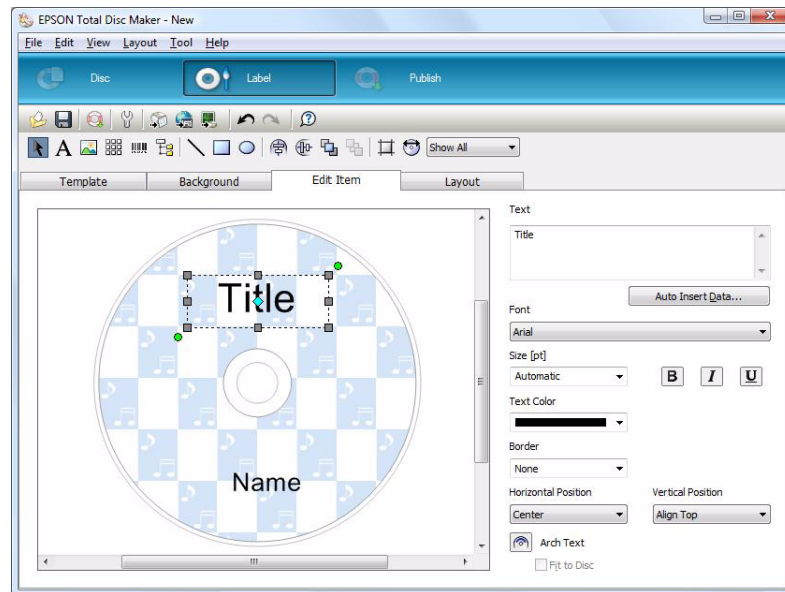 EPSON Total Disc Maker - New
File Edit View Layout Tool Help
Disc Label Publish
Show All
Template Background Edit Item Layout
Text
Title
Auto Insert Data...
Font
Arial
Size [pt]
Automatic B I U
Text Color
Border
None
Horizontal Position Vertical Position
Center Align Top
Arch Text
Fit to Disc
Title
Name